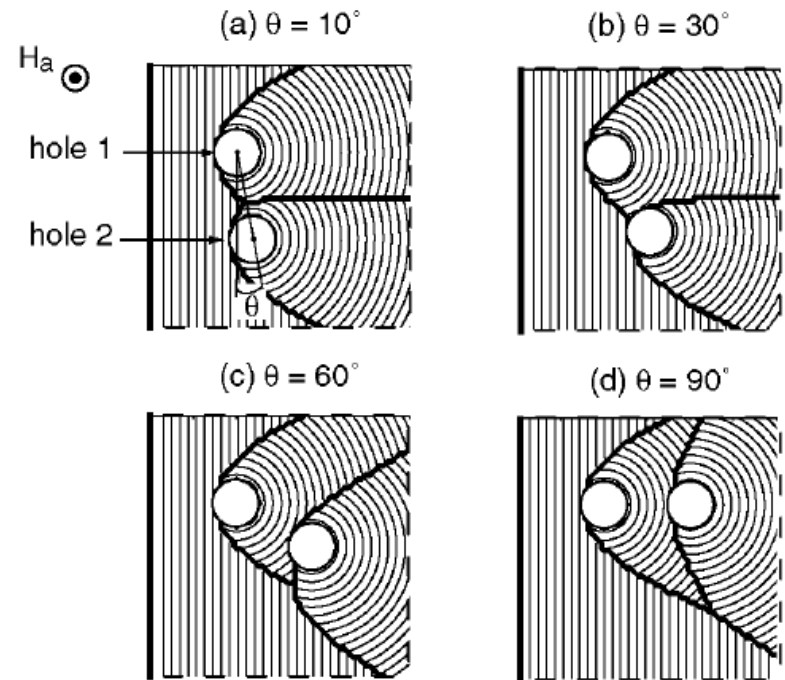 (a) θ = 10°
(b) θ = 30°
Ha
hole 1
hole 2
θ
(c) θ = 60°
(d) θ = 90°